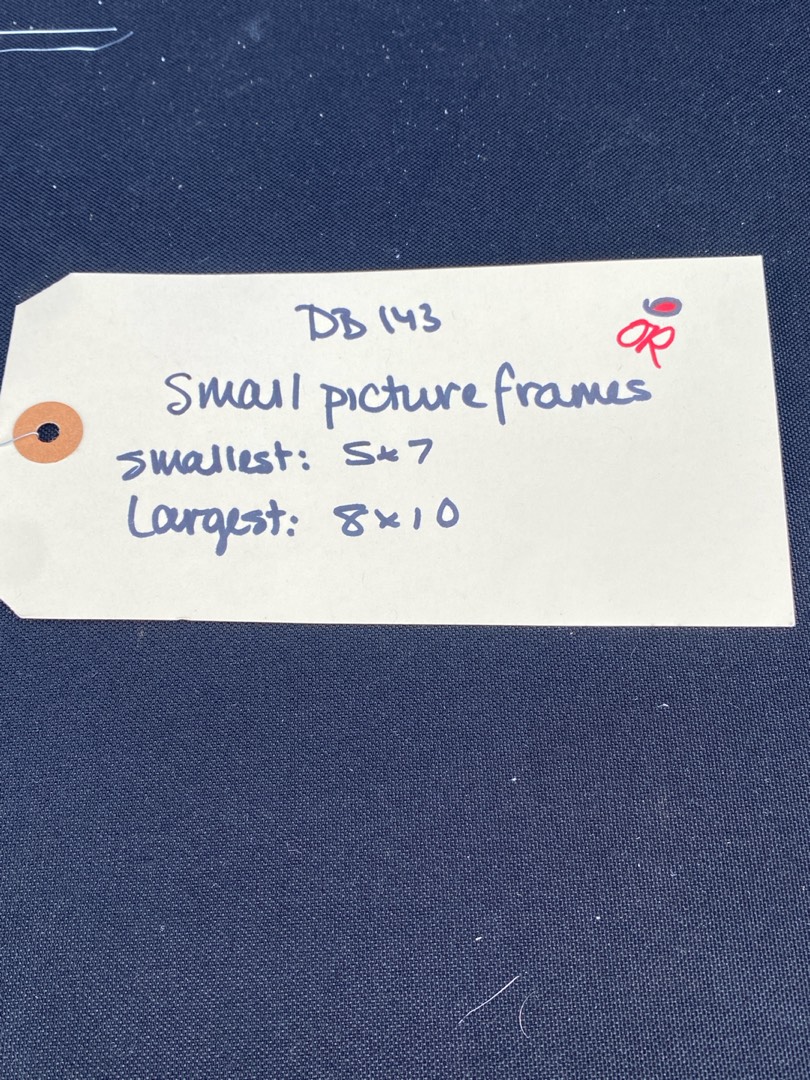 DB 143
OR
Small picture frames
smallest: 5x7
Largest: 8x10